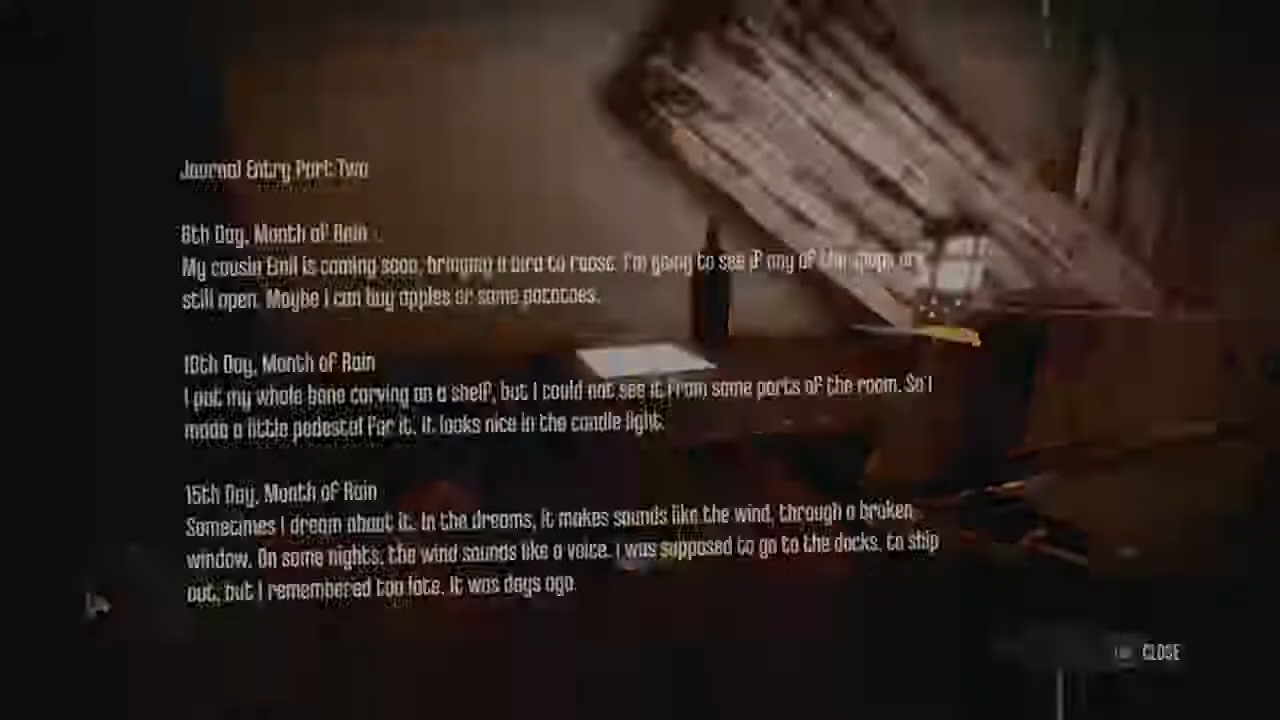 Journal Entry Part Two
6th Day, Month of Rain
My cousin Emil is coming soon, bringing a bird to roast. I'm going to see if any of the shops are
still open. Maybe I can buy apples or some potatoes.
10th Day, Month of Rain
I put my whale bone carving on a shelf, but I could not see it from some parts of the room. So I
made a little pedestal for it. It looks nice in the candle light.
15th Day, Month of Rain
Sometimes I dream about it. In the dreams, it makes sounds like the wind, through a broken
window. On some nights, the wind sounds like a voice. I was supposed to go to the docks, to ship
out, but I remembered too late. It was days ago.
CLOSE